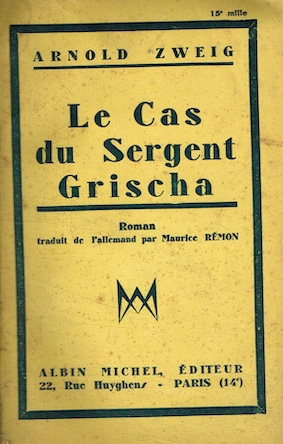 15e mille
ARNOLD ZWEIG
Le Cas
du Sergent
Grischa
Roman
traduit de l'allemand par Maurice RÉMON
ALBIN MICHEL, ÉDITEUR
22, Rue Huyghens - PARIS (14e)